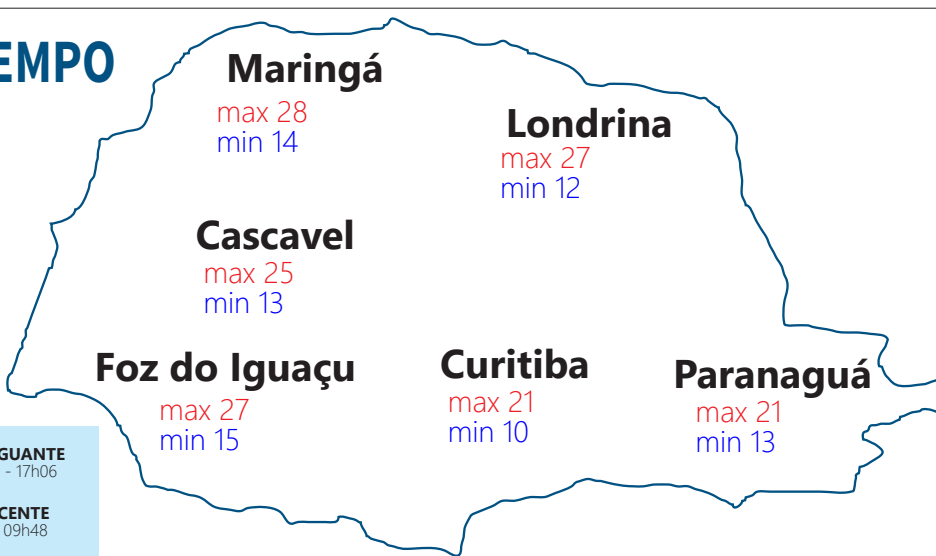 EMPO
Maringá
max 28
min 14
Londrina
max 27
min 12
Cascavel
max 25
min 13
Foz do Iguaçu
max 27
min 15
Curitiba
max 21
min 10
Paranaguá
max 21
min 13
GUANTE
- 17h06
CENTE
09h48